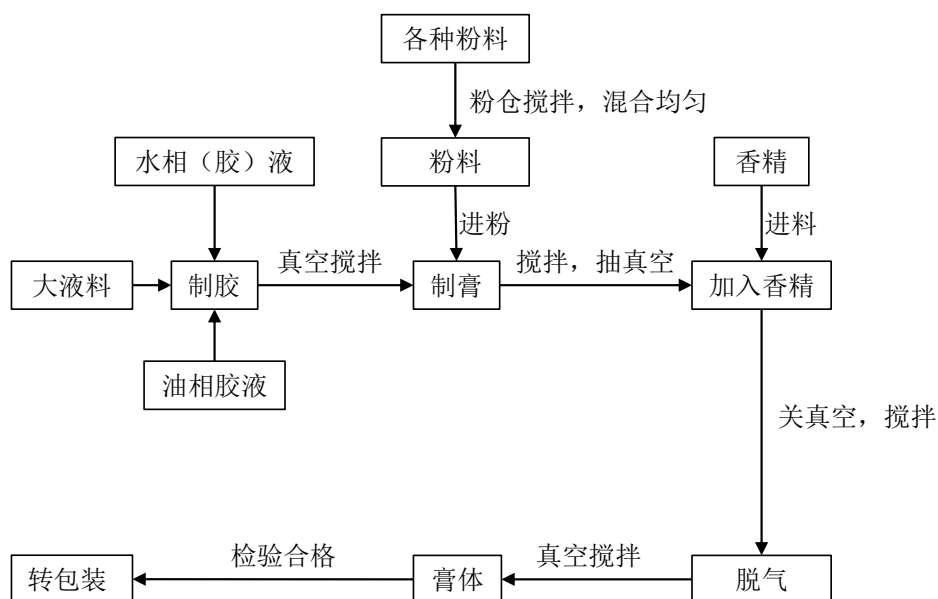 各种粉料
粉仓搅拌，混合均匀
水相（胶）液
粉料
香精
进粉
进料
真空搅拌
搅拌，抽真空
大液料
制胶
制膏
加入香精
油相胶液
关真空，搅拌
检验合格
真空搅拌
转包装
膏体
脱气